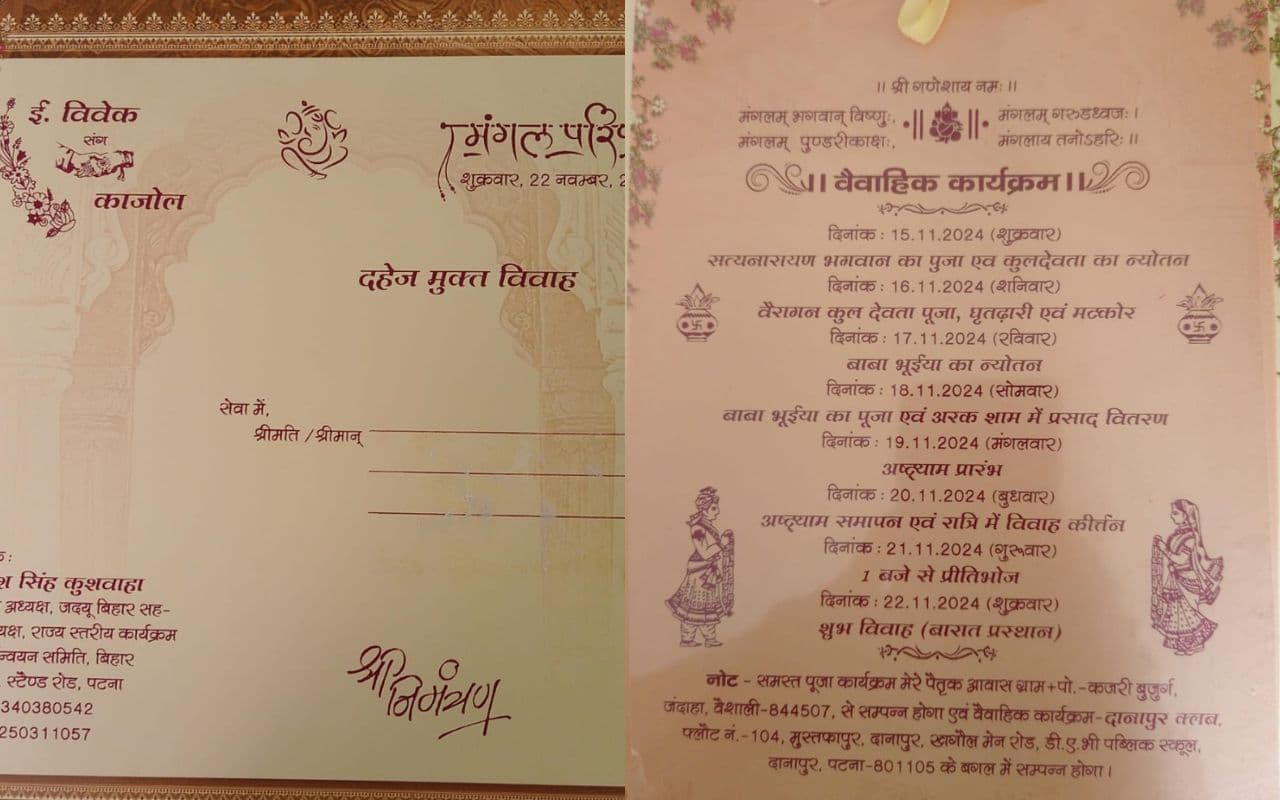 ई. विवेक
संग
काजोल
शुक्रवार, 22 नवम्बर,
दहेज मुक्त विवाह
सेवा में,
श्रीमति / श्रीमान्
सिंह कुशवाहा
अध्यक्ष, जदयू बिहार सह-
राज्य स्तरीय कार्यक्रम
समिति, बिहार
स्टैण्ड रोड, पटना
340380542
250311057
श्री
निमंत्रण
।। श्री गणेशाय नमः ।।
मंगलम् भगवान् विष्णुः, मंगलम् गरुडध्वजः ।
मंगलम् पुण्डरीकाक्षः, मंगलाय तनोऽहरिः ।।
।। वैवाहिक कार्यक्रम ।।
दिनांक : 15.11.2024 (शुक्रवार)
सत्यनारायण भगवान का पुजा एव कुलदेवता का न्योतन
दिनांक : 16.11.2024 (शनिवार)
वैरागन कुल देवता पूजा, घृतढ़ारी एवं मटकोर
दिनांक : 17.11.2024 (रविवार)
बाबा भूईया का न्योतन
दिनांक : 18.11.2024 (सोमवार)
बाबा भूईया का पूजा एवं अरक शाम में प्रसाद वितरण
दिनांक : 19.11.2024 (मंगलवार)
अष्ट्याम प्रारंभ
दिनांक : 20.11.2024 (बुधवार)
अष्ट्याम समापन एवं रात्रि में विवाह कीर्त्तन
दिनांक : 21.11.2024 (गुरूवार)
1 बजे से प्रीतिभोज
दिनांक : 22.11.2024 (शुक्रवार)
शुभ विवाह (बारात प्रस्थान)
नोट - समस्त पूजा कार्यक्रम मेरे पैतृक आवास ग्राम+पो.-कजरी बुजुर्ग,
जंदाहा, वैशाली-844507, से सम्पन्न होगा एवं वैवाहिक कार्यक्रम-दानापुर क्लब,
फ्लैट नं.-104, मुस्तफापुर, दानापुर, खगौल मेन रोड, डी.ए.भी पब्लिक स्कूल,
दानापुर, पटना-801105 के बगल में सम्पन्न होगा ।